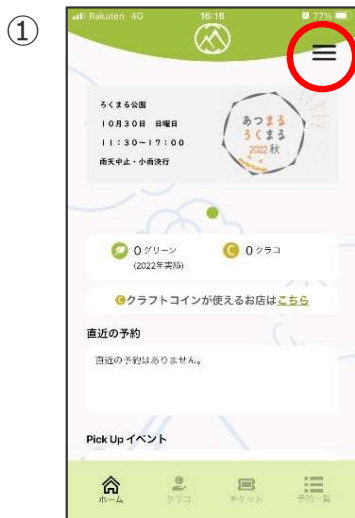 ①
Rakuten 4G 16:18 77%
ろくまる公園
10月30日 日曜日
11:30~17:00
雨天中止・小雨決行
あつまる
ろくまる
2022 秋
0 グリーン
(2022年実績)
0 クラコ
クラフトコインが使えるお店はこちら
直近の予約
直近の予約はありません。
Pick Up イベント
ホーム
クラコ
チケット
予約一覧